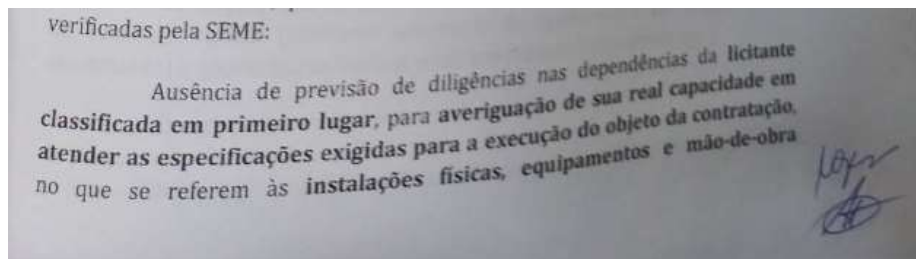 verificadas pela SEME:
Ausência de previsão de diligências nas dependências da licitante
classificada em primeiro lugar, para averiguação de sua real capacidade em
atender as especificações exigidas para a execução do objeto da contratação,
no que se referem às instalações físicas, equipamentos e mão-de-obra